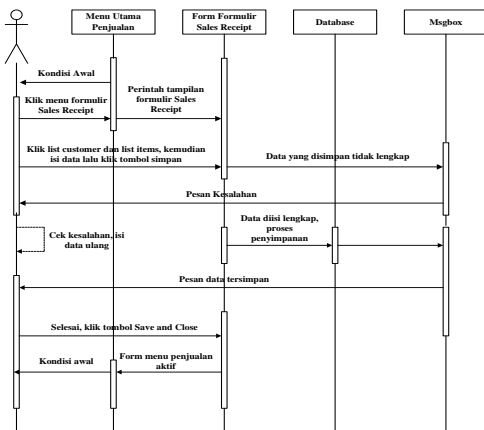 Menu Utama
Penjualan
Form Formulir
Sales Receipt
Database
Msgbox
Kondisi Awal
Klik menu formulir
Sales Receipt
Perintah tampilan
formulir Sales
Receipt
Klik list customer dan list items, kemudian
isi data lalu klik tombol simpan
Data yang disimpan tidak lengkap
Pesan Kesalahan
Cek kesalahan, isi
data ulang
Data diisi lengkap,
proses
penyimpanan
Pesan data tersimpan
Selesai, klik tombol Save and Close
Kondisi awal
Form menu penjualan
aktif